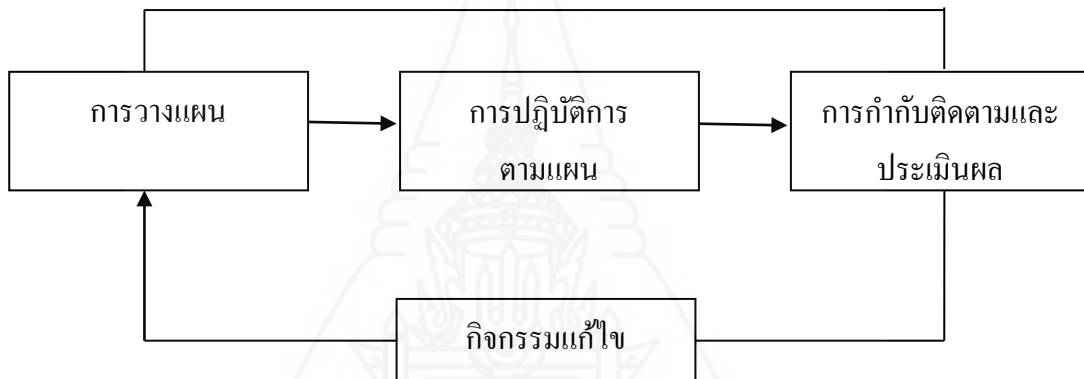 การวางแผน
การปฏิบัติการ
ตามแผน
การกำกับติดตามและ
ประเมินผล
กิจกรรมแก้ไข